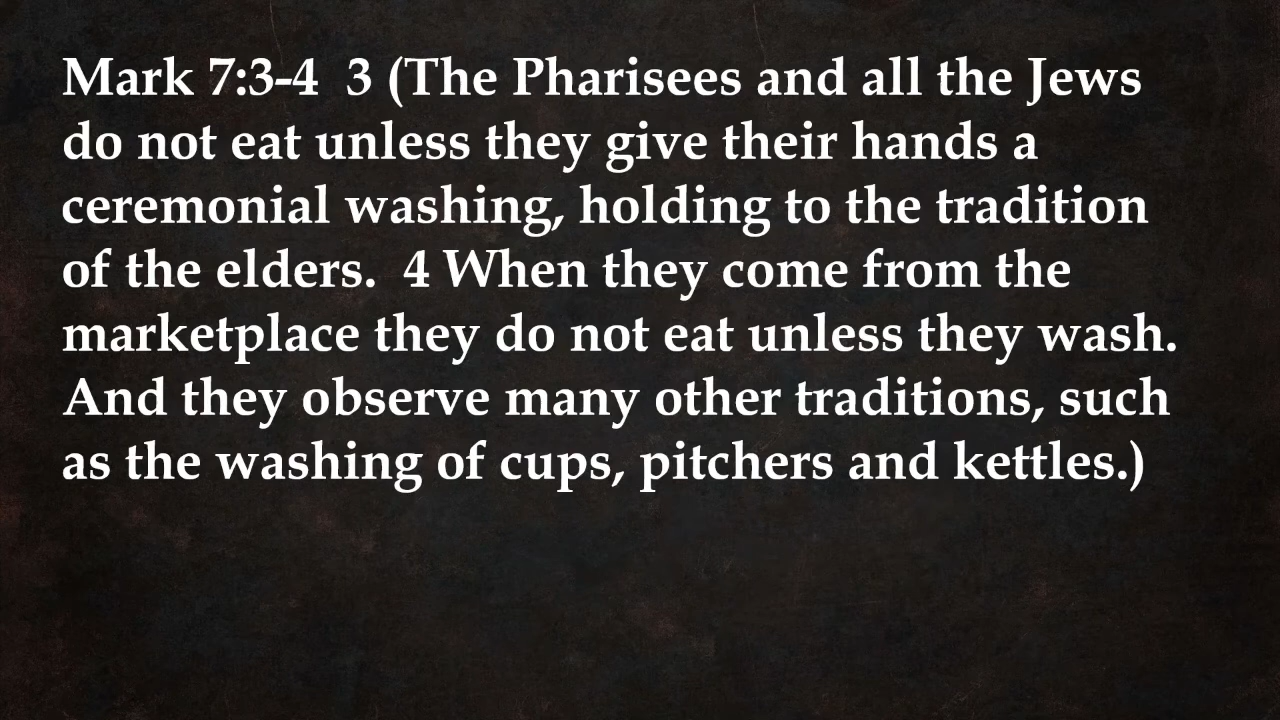 Mark 7:3-4  3 (The Pharisees and all the Jews
do not eat unless they give their hands a
ceremonial washing, holding to the tradition
of the elders.  4 When they come from the
marketplace they do not eat unless they wash.
And they observe many other traditions, such
as the washing of cups, pitchers and kettles.)